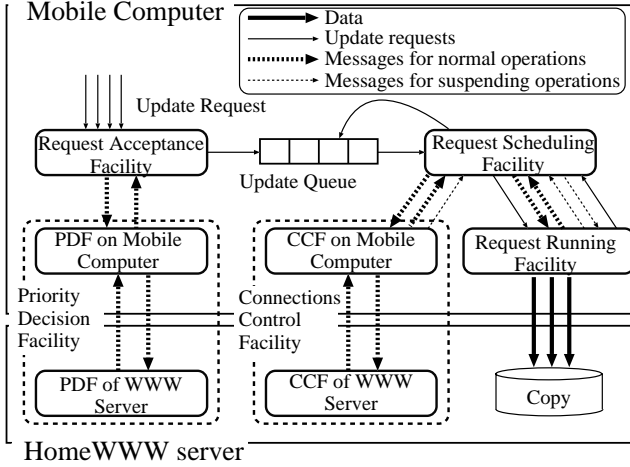 Mobile Computer
Data
Update requests
Messages for normal operations
Messages for suspending operations
Update Request
Request Acceptance
Facility
Update Queue
Request Scheduling
Facility
PDF on Mobile
Computer
CCF on Mobile
Computer
Request Running
Facility
Priority
Decision
Facility
Connections
Control
Facility
PDF of WWW
Server
CCF of WWW
Server
Copy
HomeWWW server